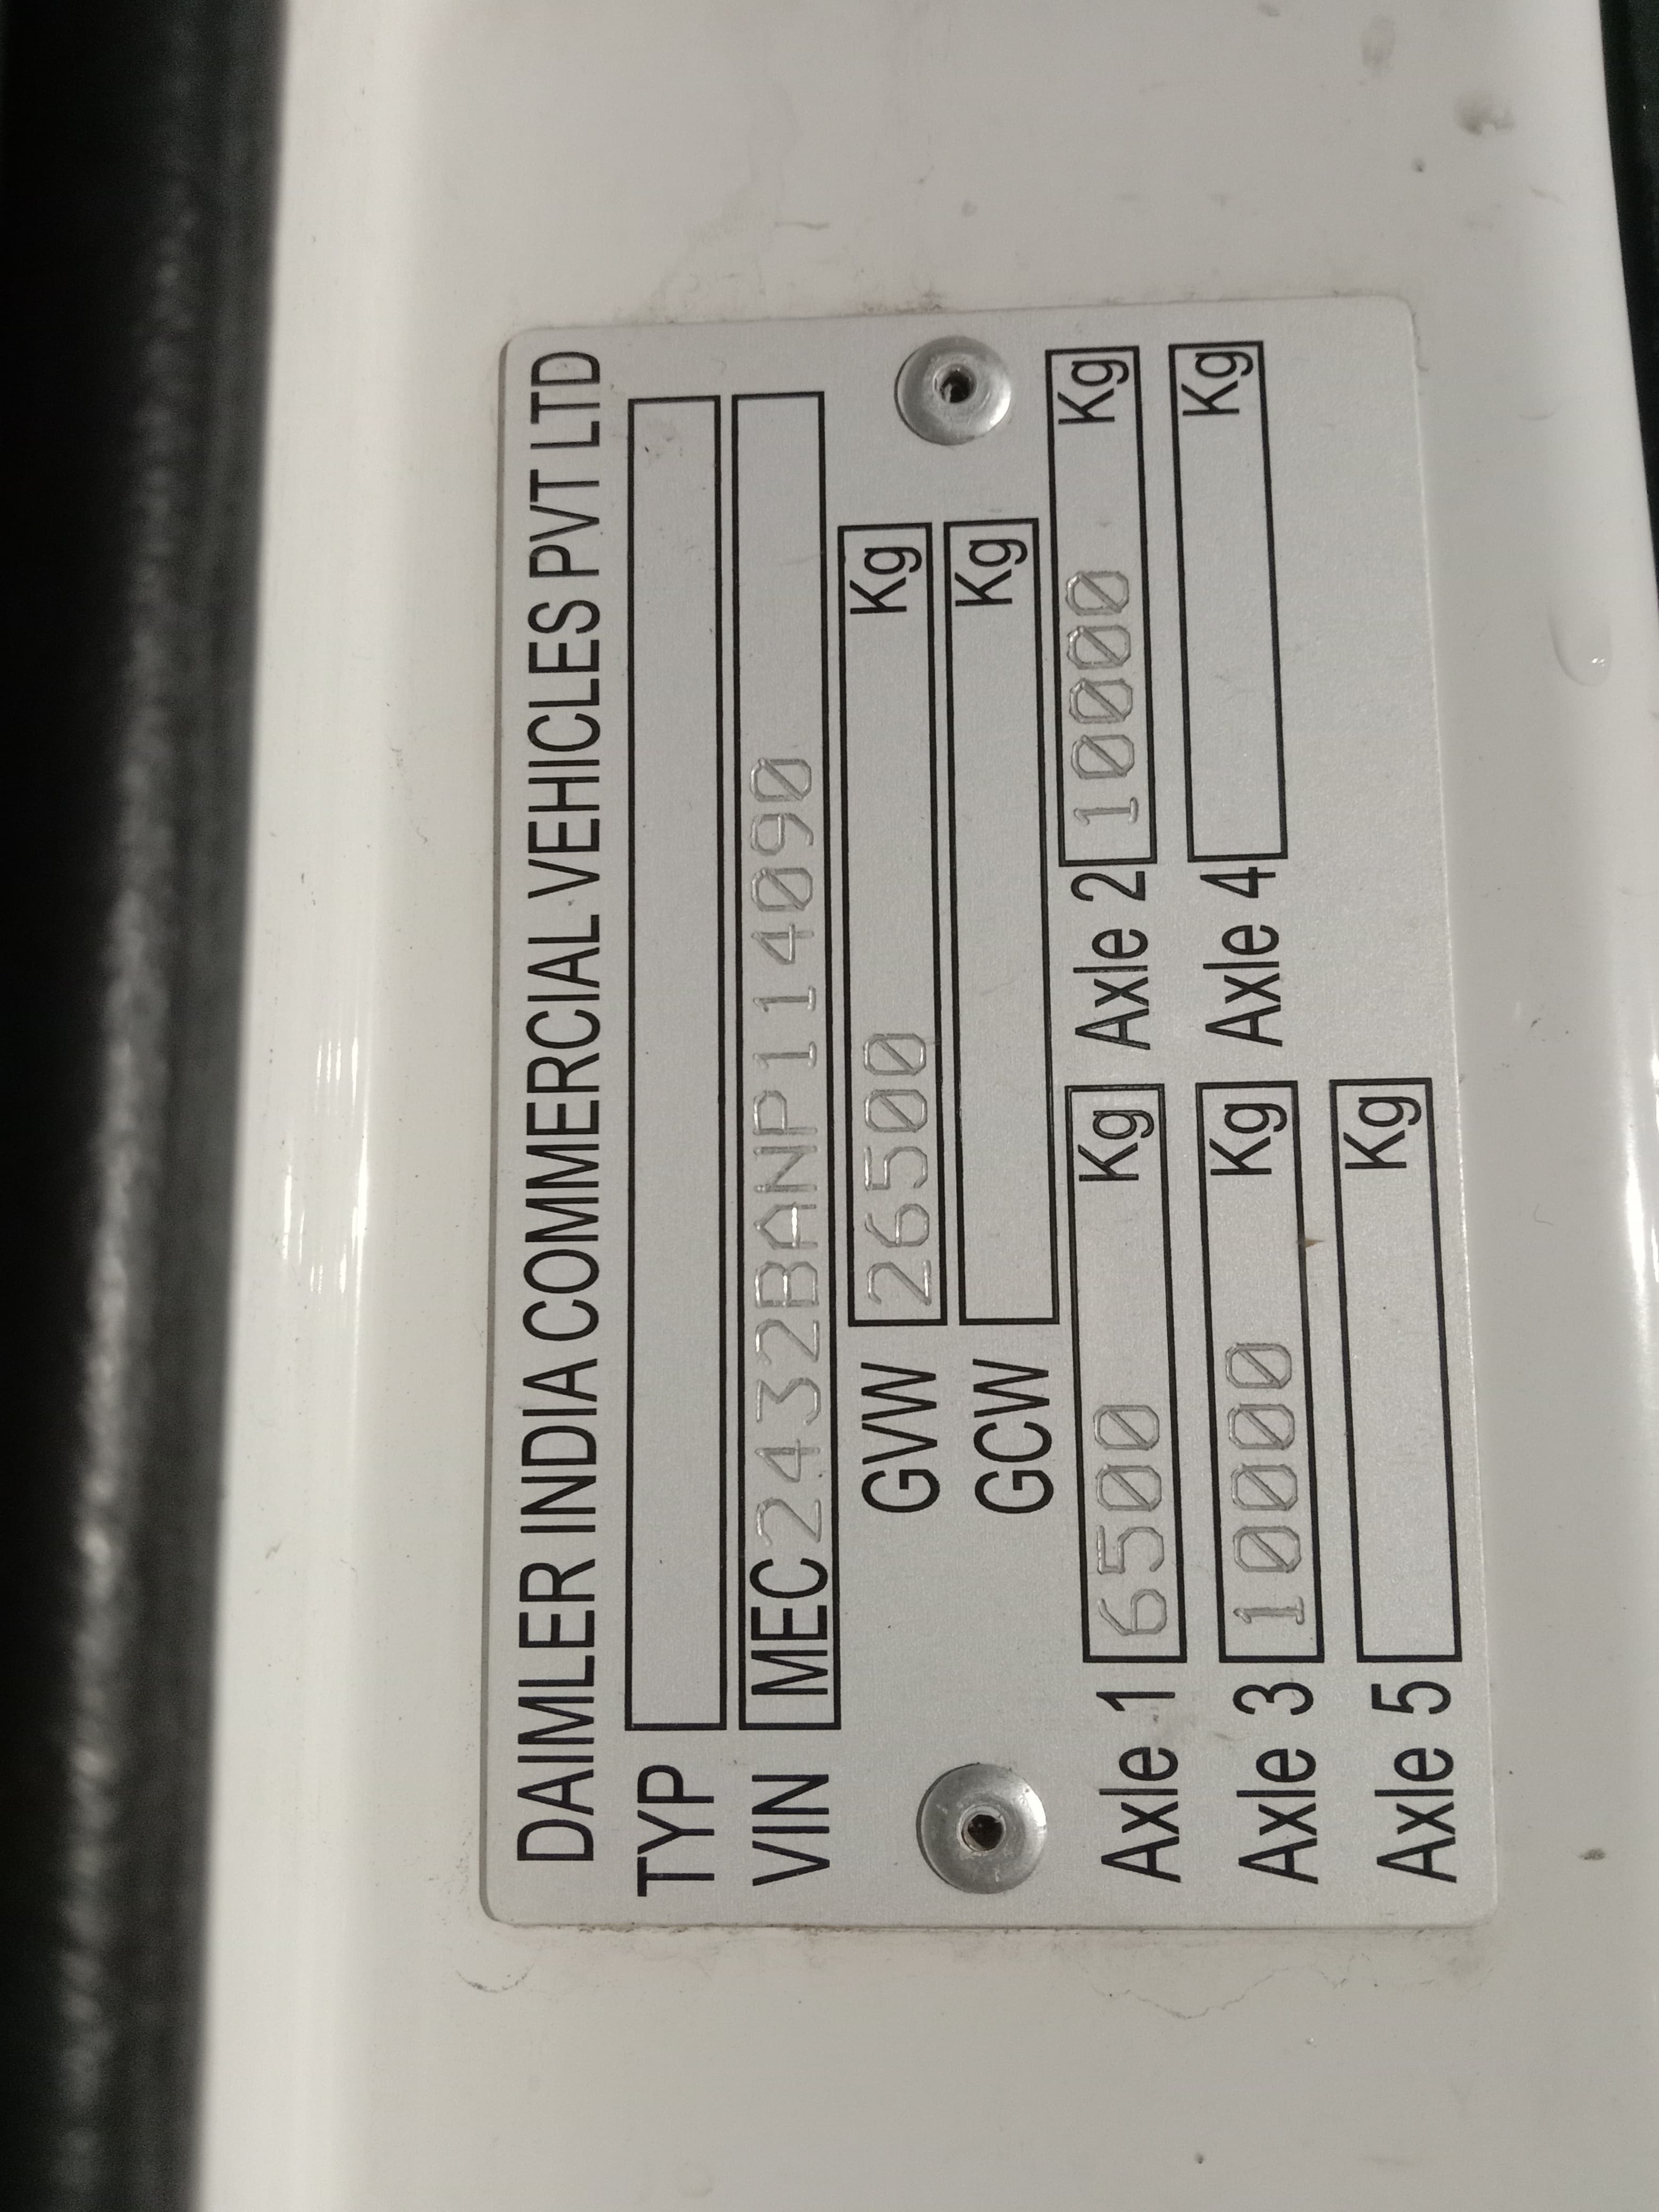 DAIMLER INDIA COMMERCIAL VEHICLES PVT LTD
TYP
VIN MEC2432BANP114090
GVW 26500 Kg
GCW Kg
Axle 1 6500 Kg Axle 2 10000 Kg
Axle 3 10000 Kg Axle 4 Kg
Axle 5 Kg